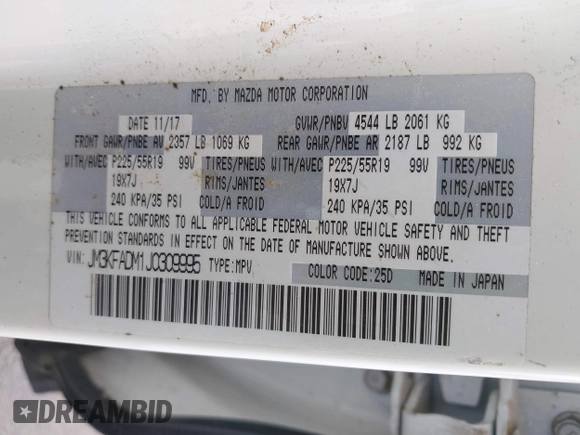 MFD. BY MAZDA MOTOR CORPORATION
DATE 11/17 GVWR/PNBV 4544 LB 2061 KG
FRONT GAWR/PNBE AV 2357 LB 1069 KG REAR GAWR/PNBE AR 2187 LB 992 KG
WITH/AVEC P225/55R19 99V TIRES/PNEUS WITH/AVEC P225/55R19 99V TIRES/PNEUS
19X7J RIMS/JANTES 19X7J RIMS/JANTES
240 KPA/35 PSI COLD/A FROID 240 KPA/35 PSI COLD/A FROID
THIS VEHICLE CONFORMS TO ALL APPLICABLE FEDERAL MOTOR VEHICLE SAFETY AND THEFT
PREVENTION STANDARDS IN EFFECT ON THE DATE OF MANUFACTURE SHOWN ABOVE.
VIN: JM3KFADM1J0309995 TYPE:MPV COLOR CODE:25D MADE IN JAPAN
DREAMBID